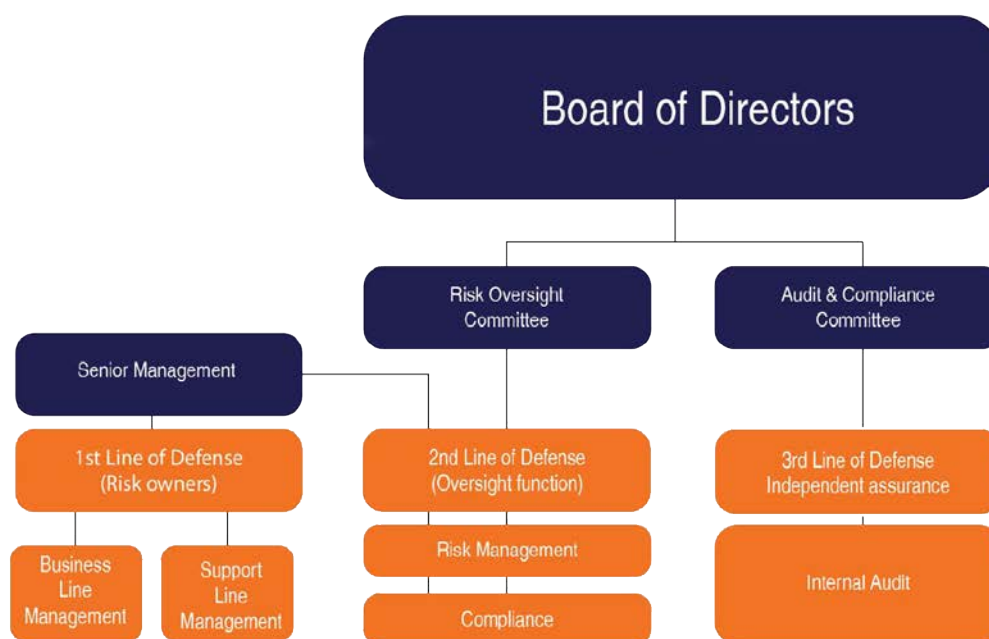 Board of Directors
Risk Oversight
Committee
Audit & Compliance
Committee
Senior Management
1st Line of Defense
(Risk owners)
2nd Line of Defense
(Oversight function)
3rd Line of Defense
Independent assurance
Business
Line
Management
Support
Line
Management
Risk Management
Compliance
Internal Audit